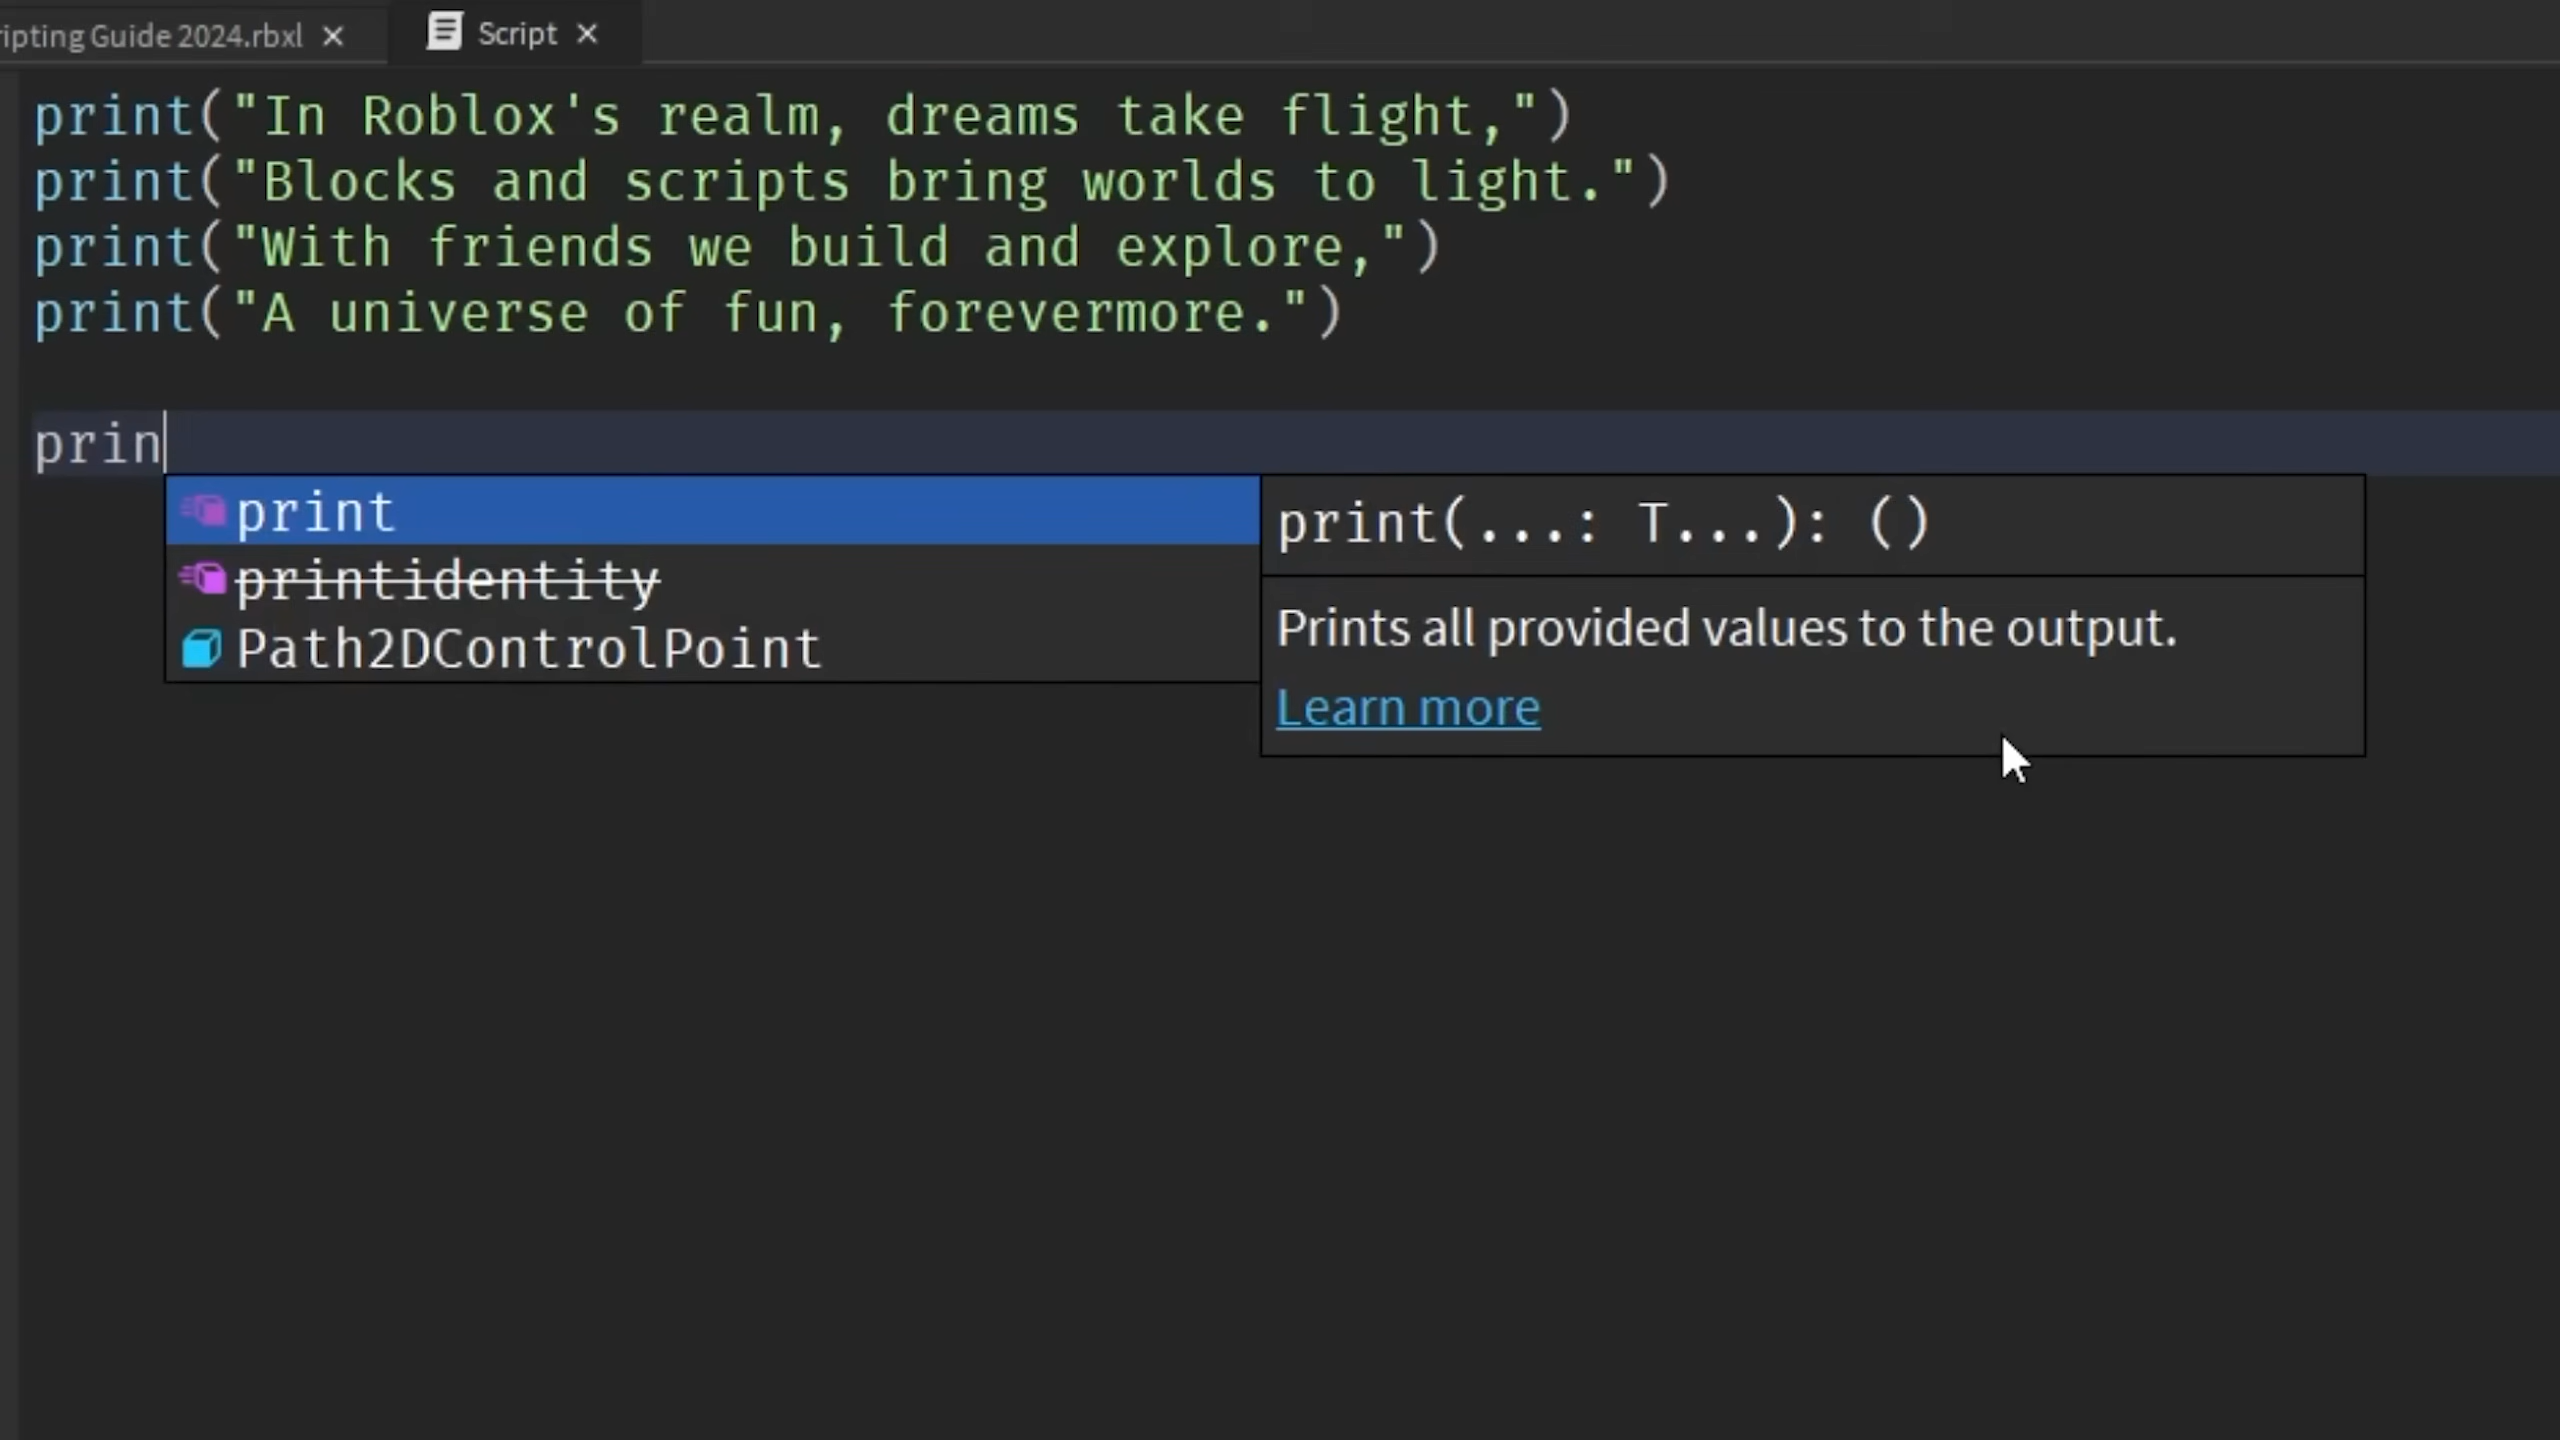 ripting Guide 2024.rbxl
Script
print("In Roblox's realm, dreams take flight,")
print("Blocks and scripts bring worlds to light.")
print("With friends we build and explore,")
print("A universe of fun, forevermore.")
prin
print
printidentity
Path2DControlPoint
print(...: T...): ()
Prints all provided values to the output.
Learn more